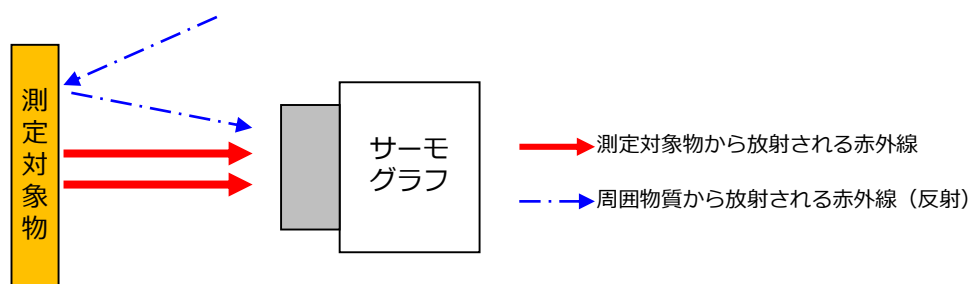 測定対象物
サーモ
グラフ
測定対象物から放射される赤外線
周囲物質から放射される赤外線（反射）